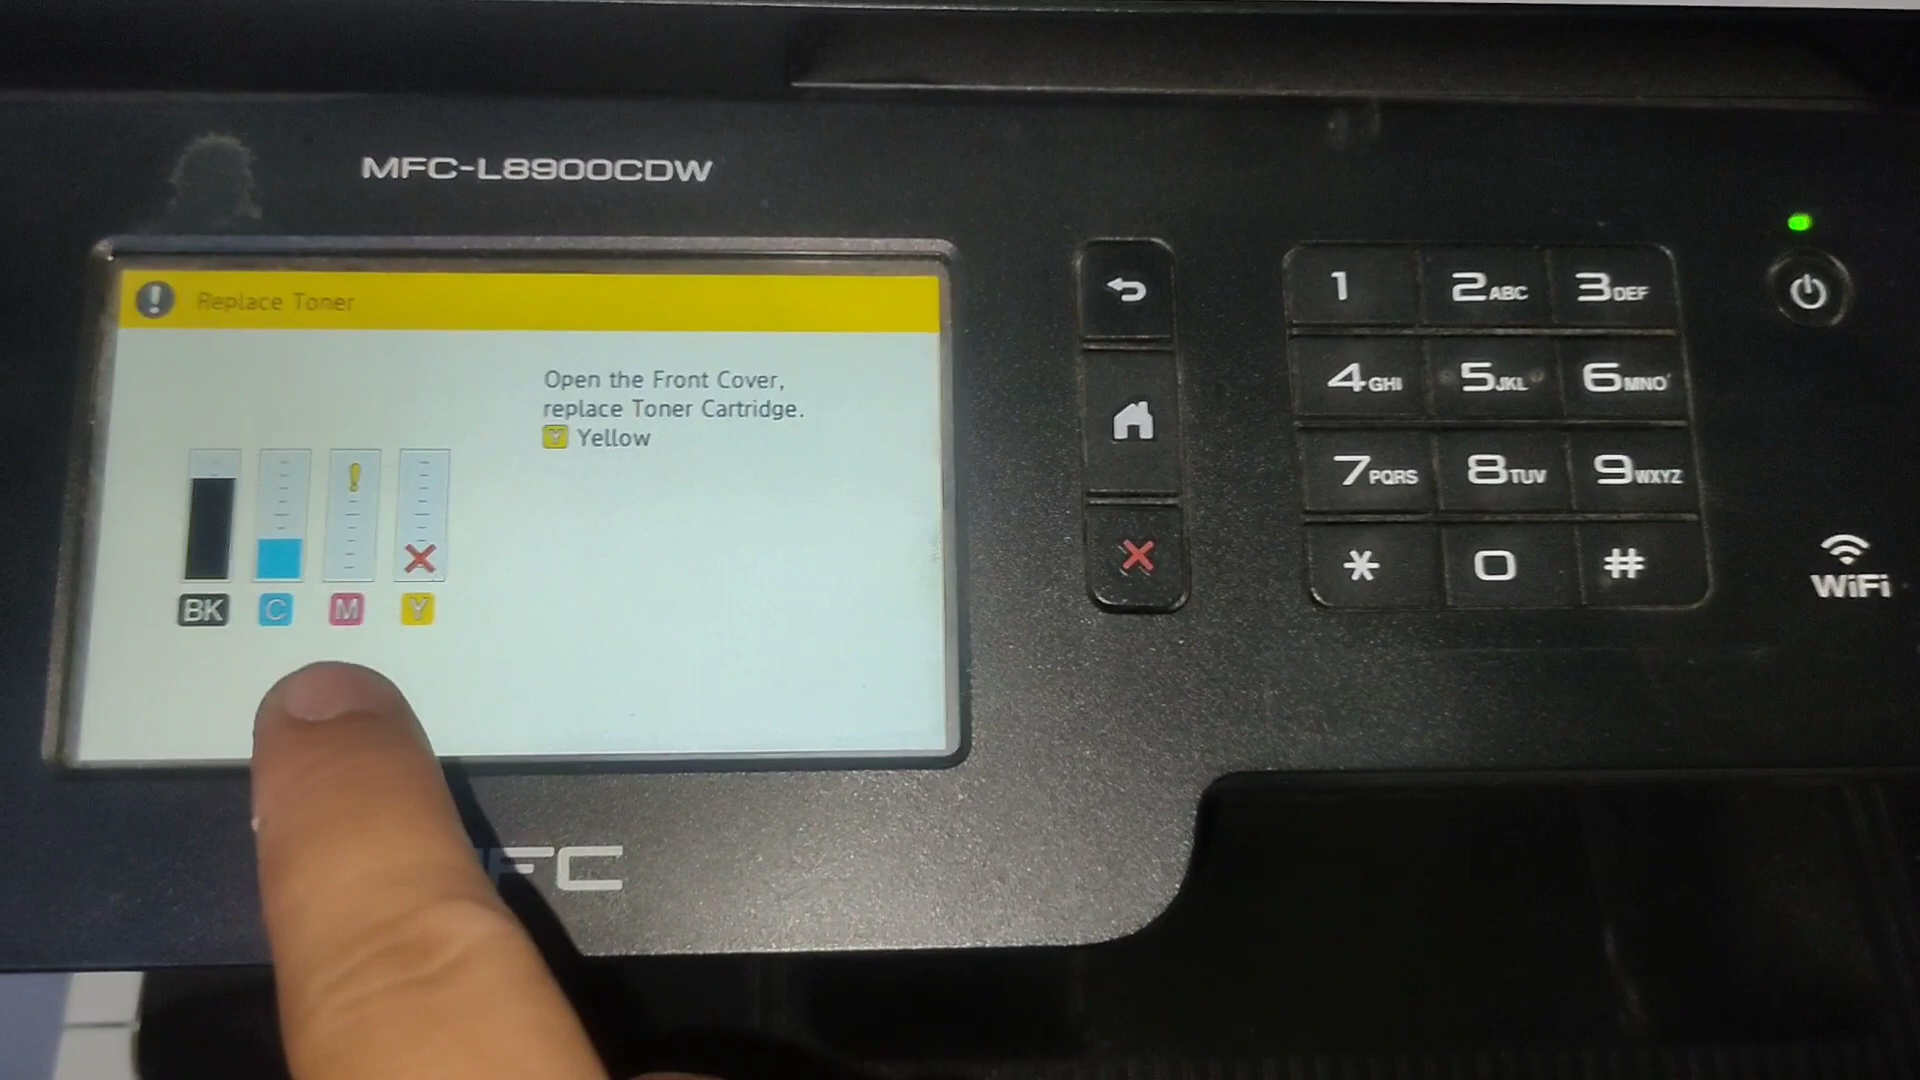 MFC-L8900CDW
! Replace Toner
Open the Front Cover,
replace Toner Cartridge.
Y Yellow
!
BK C M Y
1 2ABC 3DEF
4GHI 5JKL 6MNO
7PQRS 8TUV 9WXYZ
* 0 #
WiFi
FC